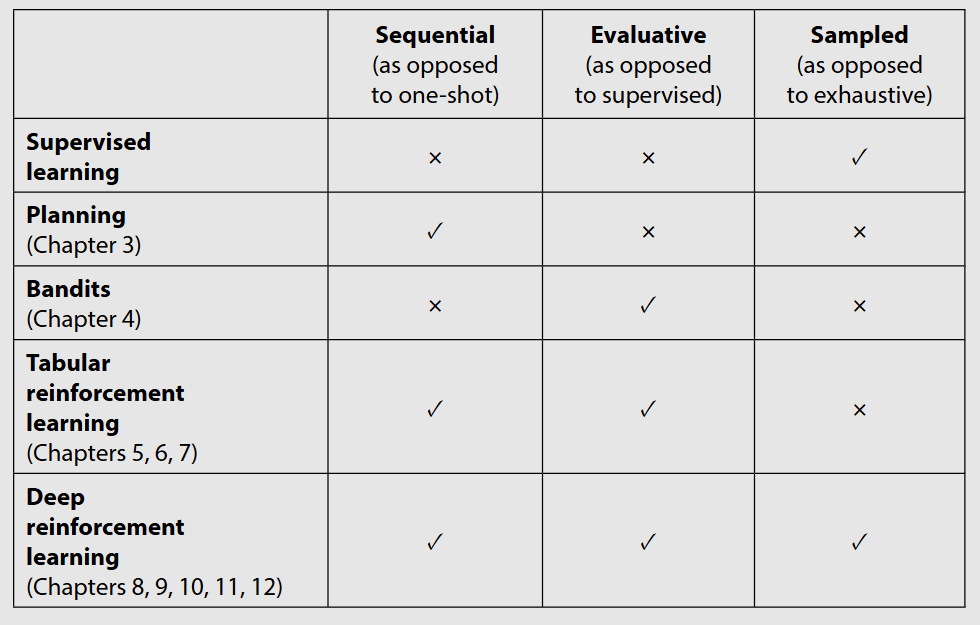 Sequential
(as opposed
to one-shot)
Evaluative
(as opposed
to supervised)
Sampled
(as opposed
to exhaustive)
Supervised
learning
× × ✓
Planning
(Chapter 3)
✓ × ×
Bandits
(Chapter 4)
× ✓ ×
Tabular
reinforcement
learning
(Chapters 5, 6, 7)
✓ ✓ ×
Deep
reinforcement
learning
(Chapters 8, 9, 10, 11, 12)
✓ ✓ ✓